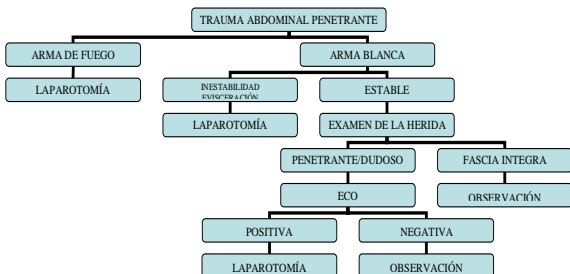 TRAUMA ABDOMINAL PENETRANTE
ARMA DE FUEGO
ARMA BLANCA
LAPAROTOMÍA
INESTABILIDAD
EVISCERACIÓN
ESTABLE
LAPAROTOMÍA
EXAMEN DE LA HERIDA
PENETRANTE/DUDOSO
FASCIA INTEGRA
ECO
OBSERVACIÓN
POSITIVA
NEGATIVA
LAPAROTOMÍA
OBSERVACIÓN